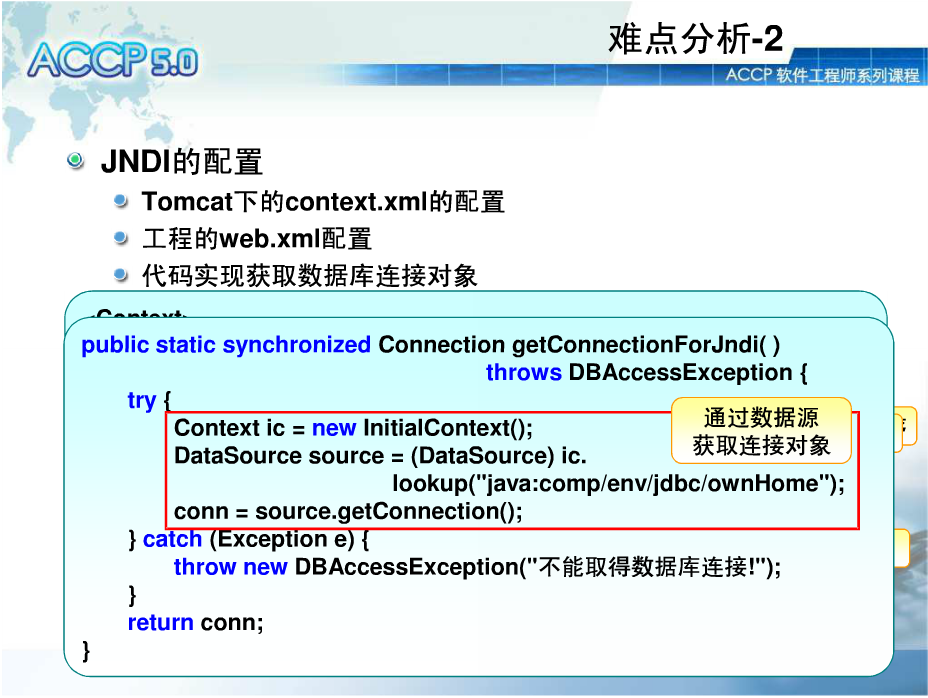 难点分析-2
ACCP 5.0
ACCP 软件工程师系列课程
JNDI的配置
Tomcat下的context.xml的配置
工程的web.xml配置
代码实现获取数据库连接对象
<Context>
public static synchronized Connection getConnectionForJndi( )
throws DBAccessException {
try {
Context ic = new InitialContext();
DataSource source = (DataSource) ic.
lookup("java:comp/env/jdbc/ownHome");
conn = source.getConnection();
} catch (Exception e) {
throw new DBAccessException("不能取得数据库连接!");
}
return conn;
}
通过数据源
获取连接对象